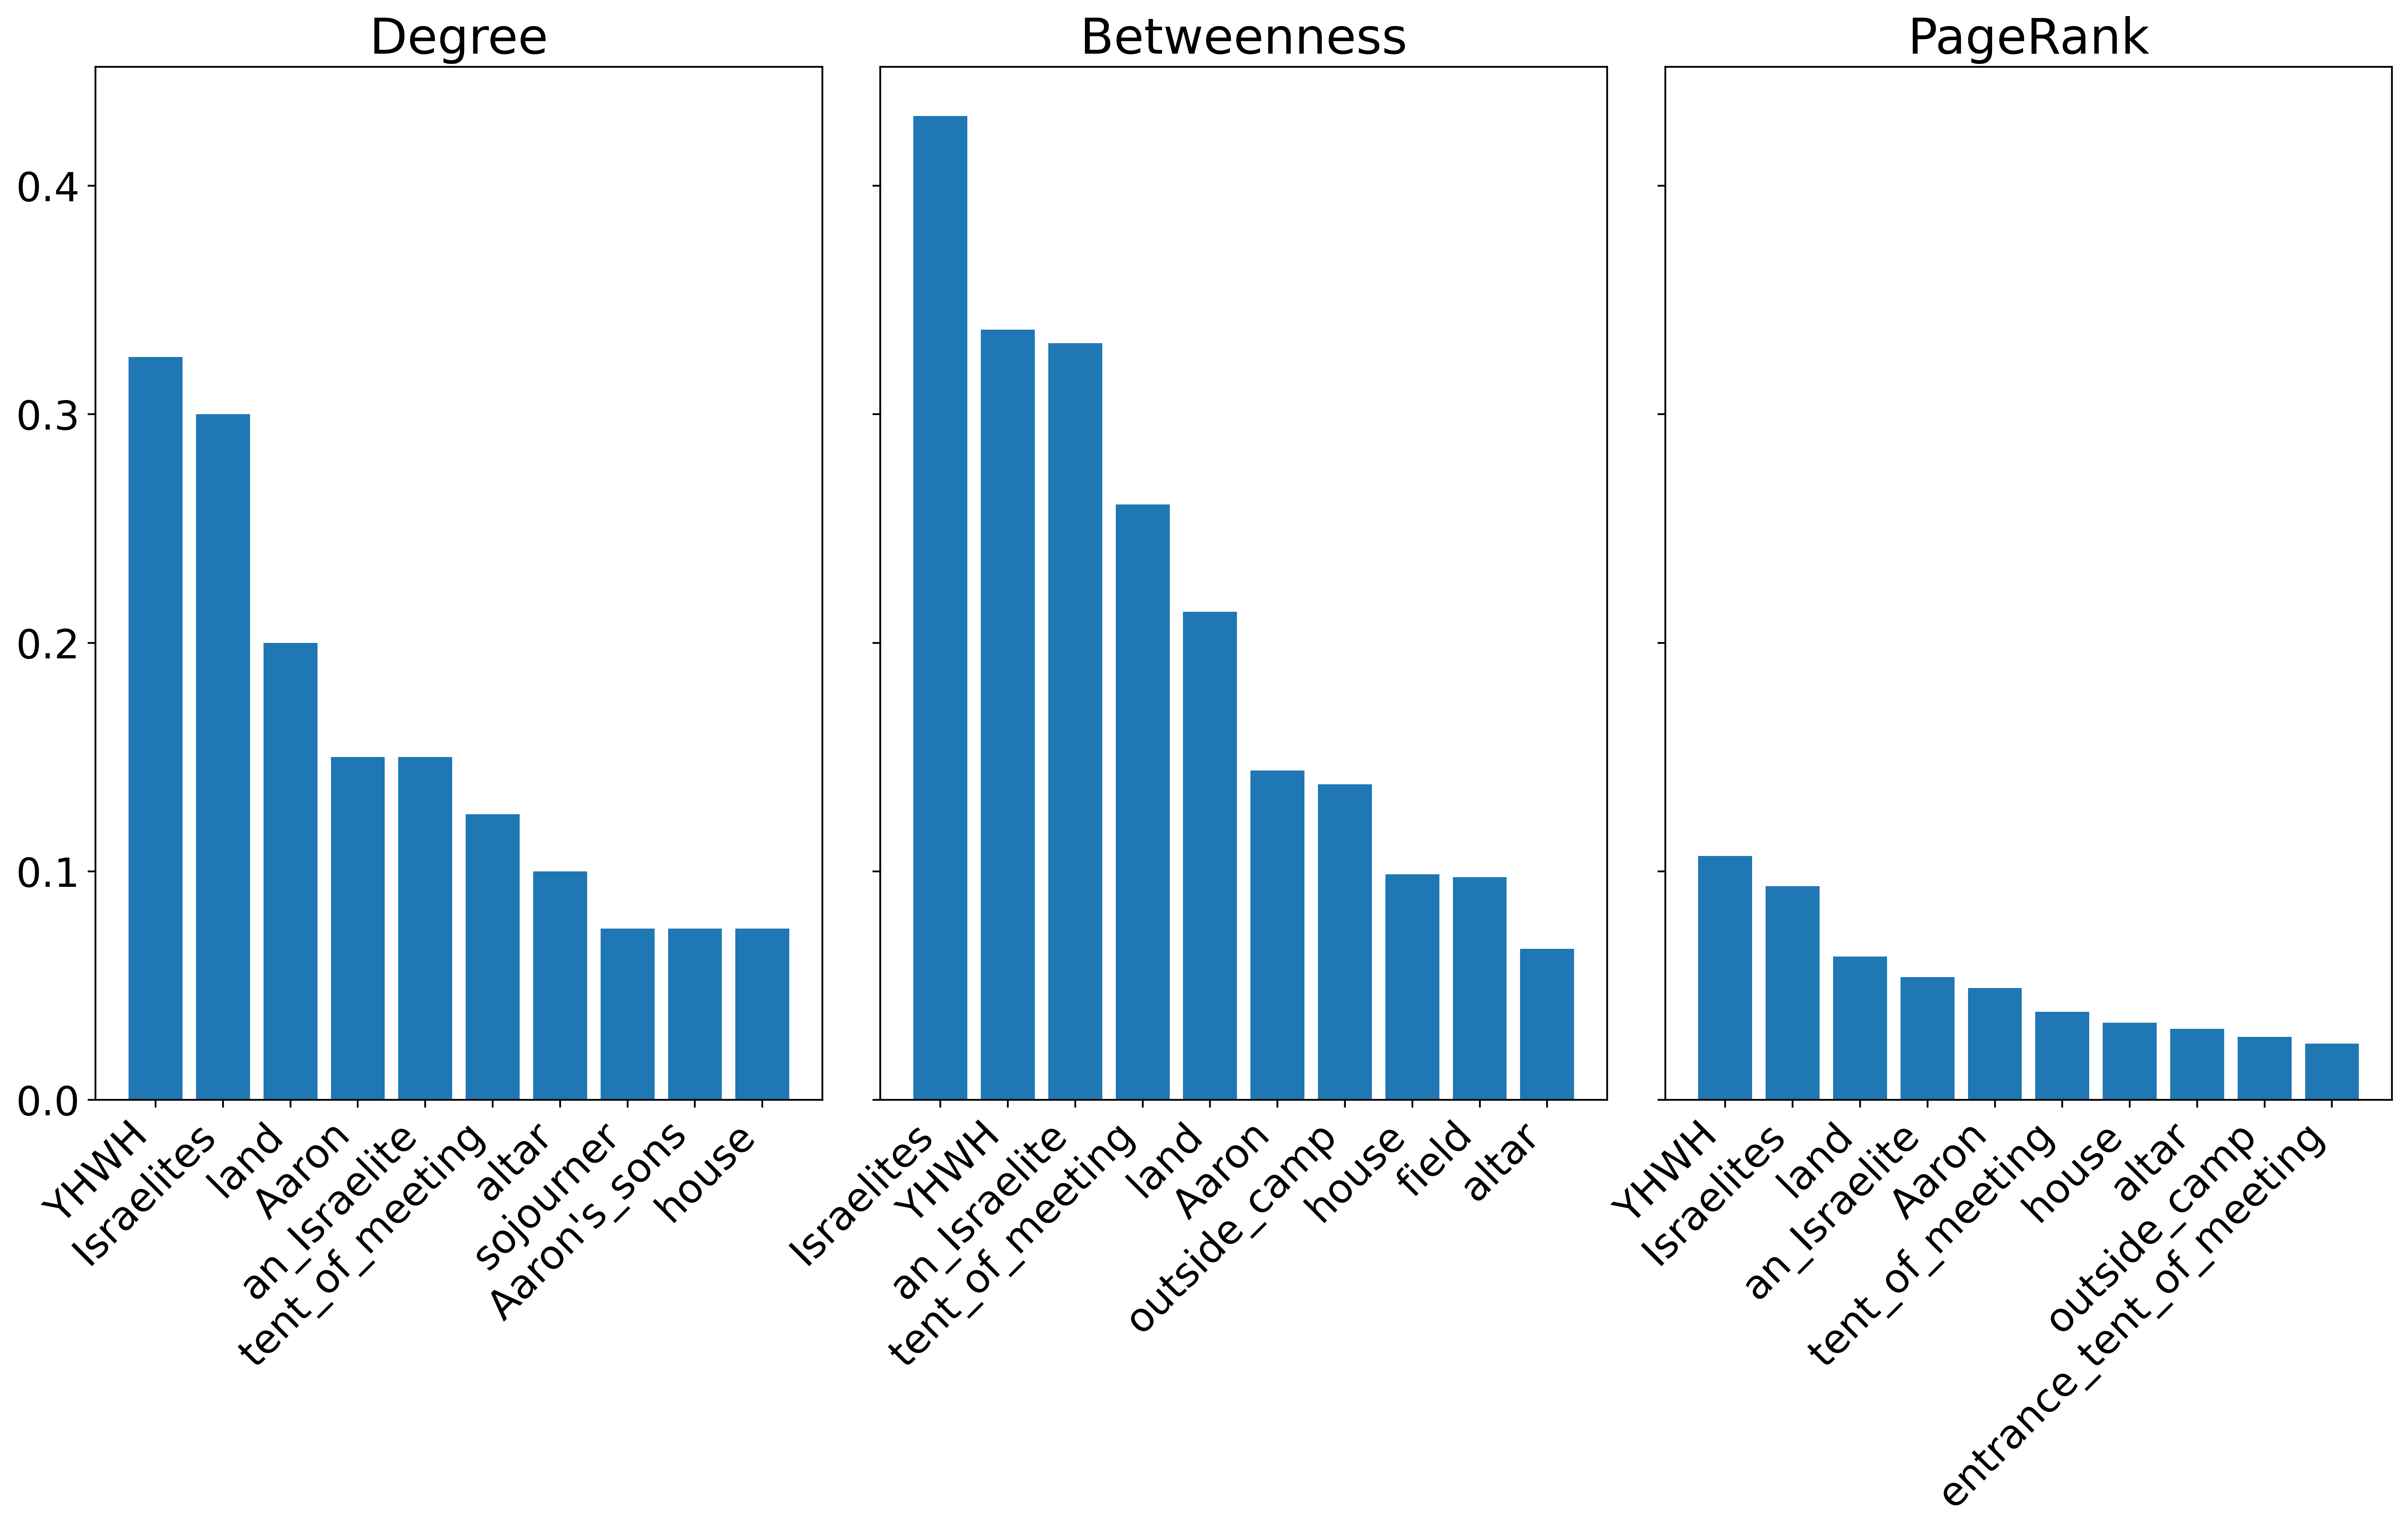 Degree
Betweenness
PageRank
0.4
0.3
0.2
0.1
0.0
YHWH
Israelites
land
Aaron
an_Israelite
tent_of_meeting
altar
sojourner
Aaron's_sons
house
Israelites
YHWH
an_Israelite
tent_of_meeting
land
Aaron
outside_camp
house
field
altar
YHWH
Israelites
land
an_Israelite
Aaron
tent_of_meeting
house
altar
outside_camp
entrance_tent_of_meeting